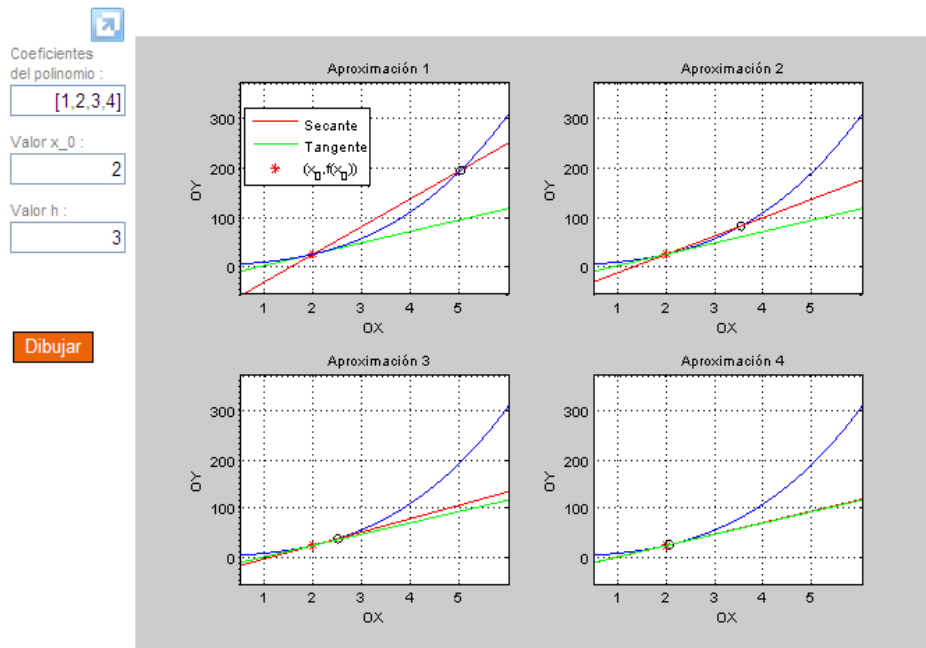 Coeficientes
del polinomio :
[1,2,3,4]
Valor x_0 :
2
Valor h :
3
Dibujar
Aproximación 1
300
200
100
0
OY
1 2 3 4 5
OX
Secante
Tangente
(x₀,f(x₀))
Aproximación 2
300
200
100
0
OY
1 2 3 4 5
OX
Aproximación 3
300
200
100
0
OY
1 2 3 4 5
OX
Aproximación 4
300
200
100
0
OY
1 2 3 4 5
OX